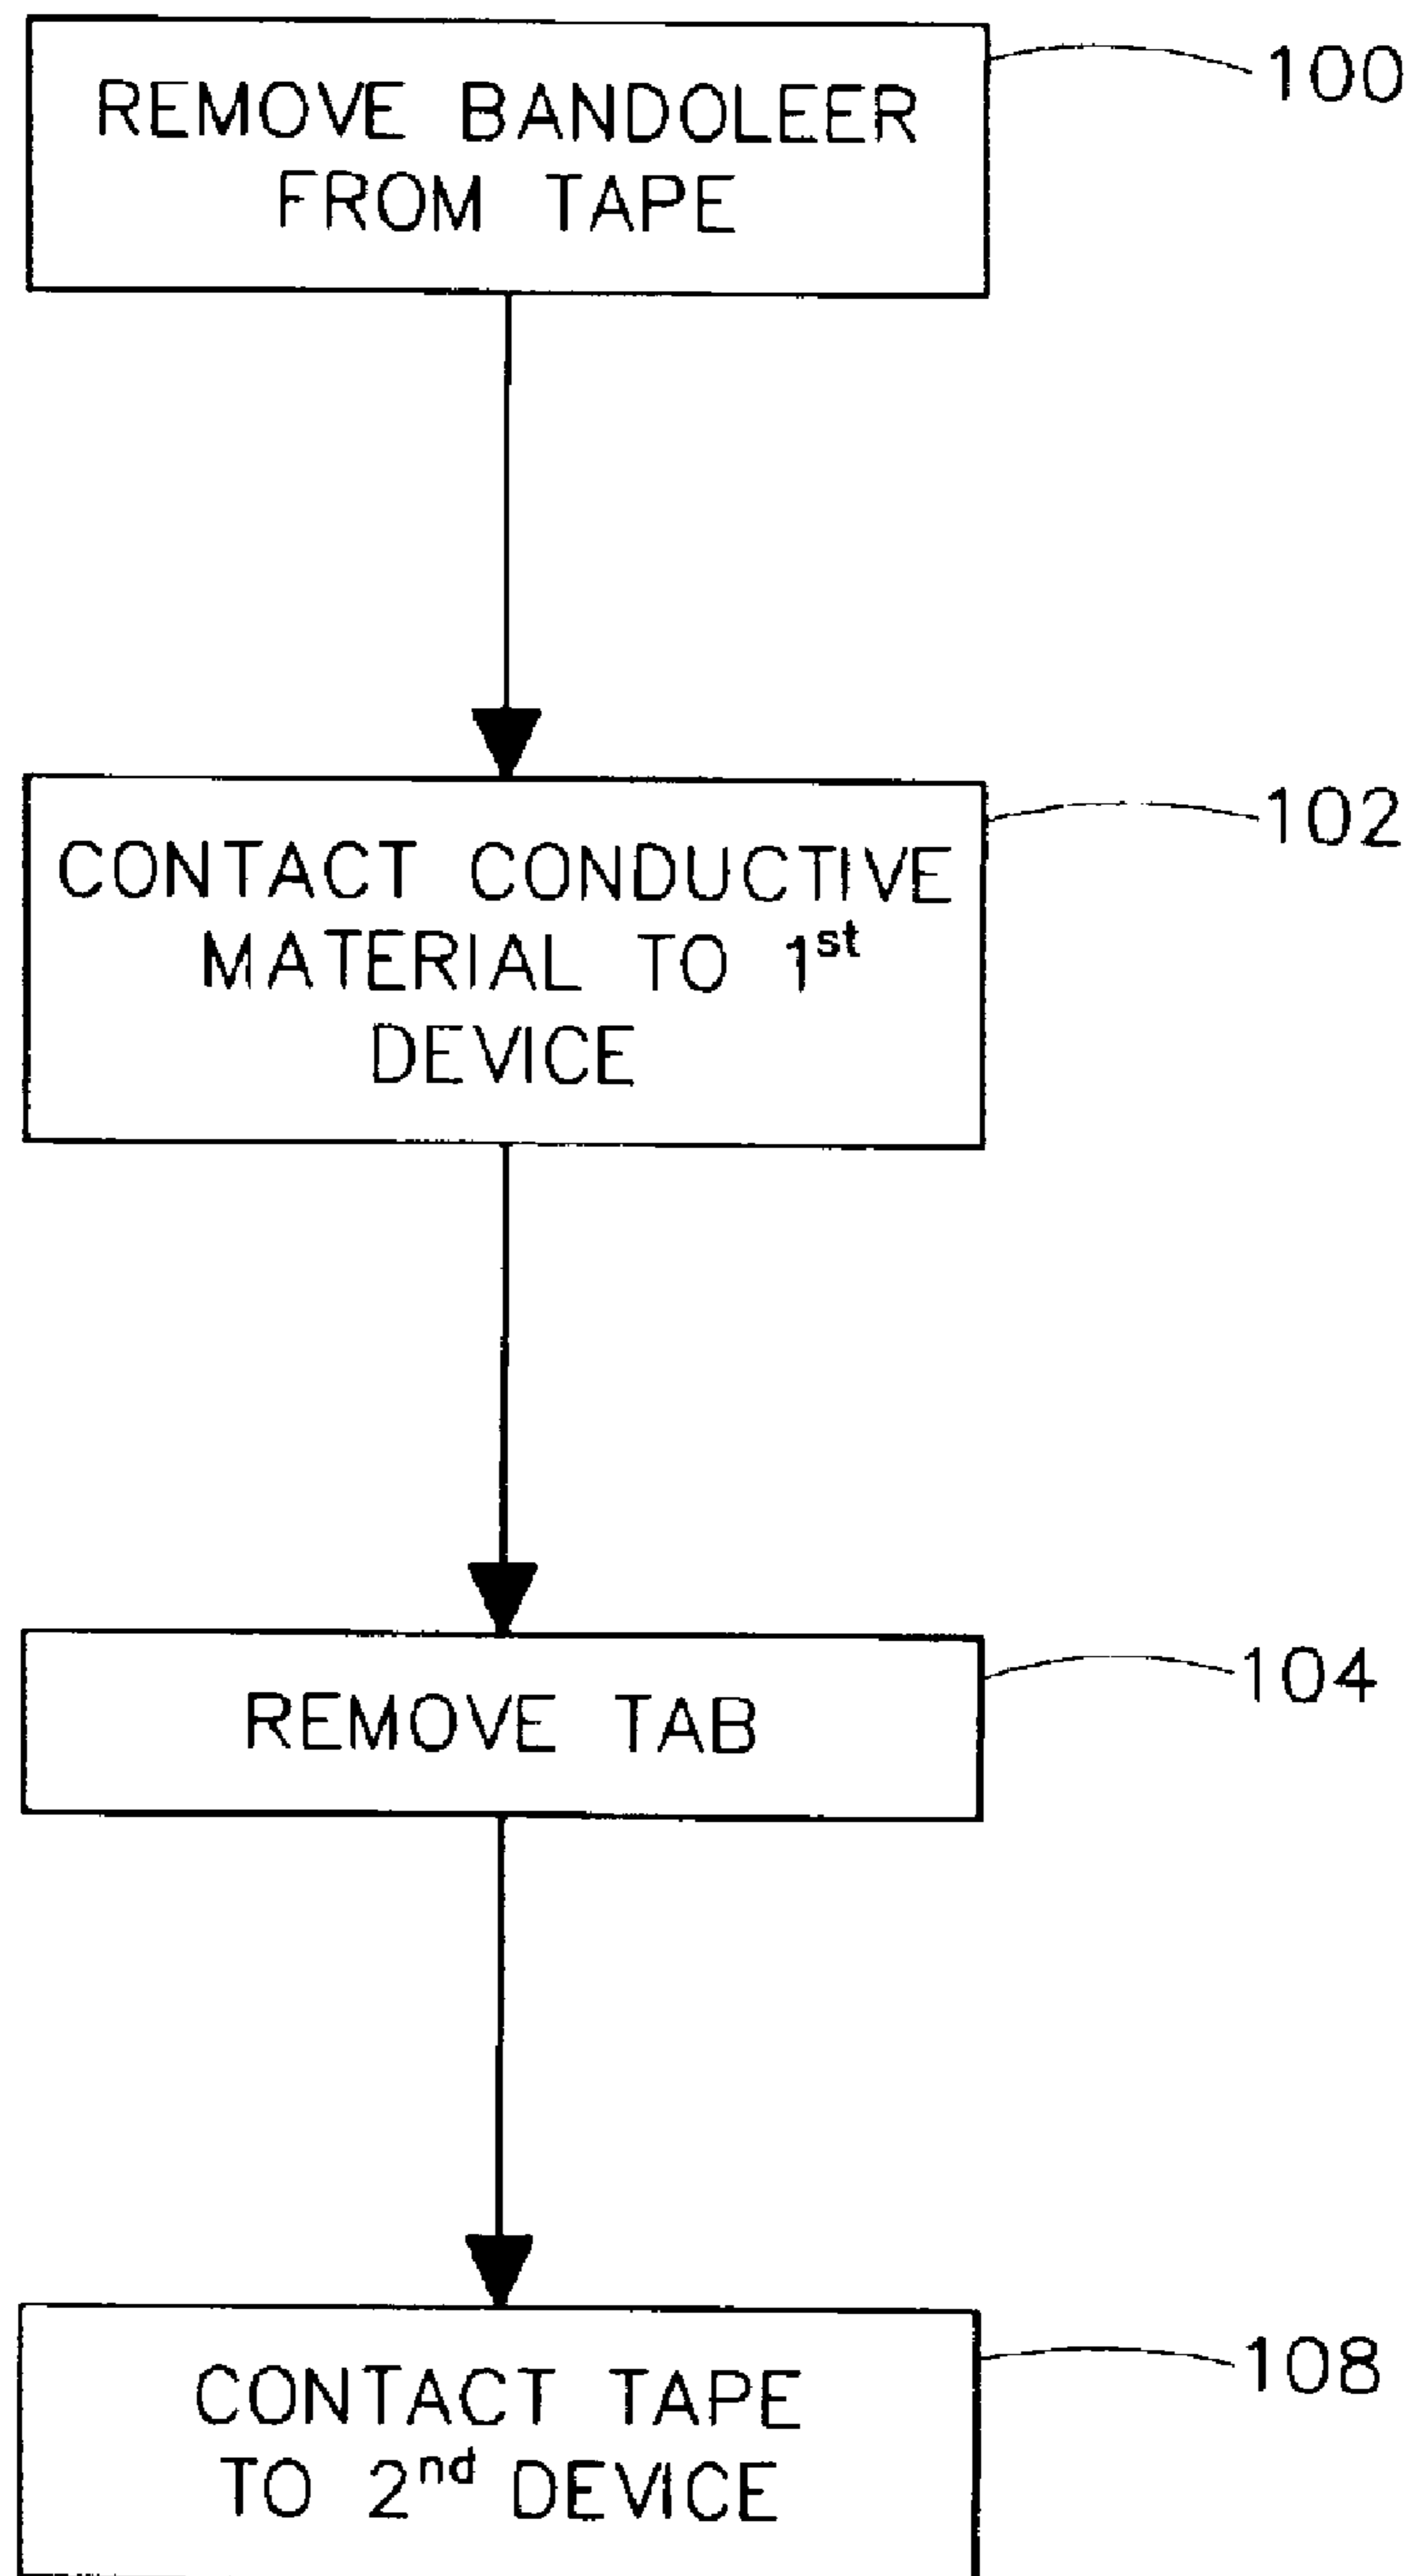 REMOVE BANDOLEER
FROM TAPE
100
CONTACT CONDUCTIVE
MATERIAL TO 1st
DEVICE
102
REMOVE TAB
104
CONTACT TAPE
TO 2nd DEVICE
108